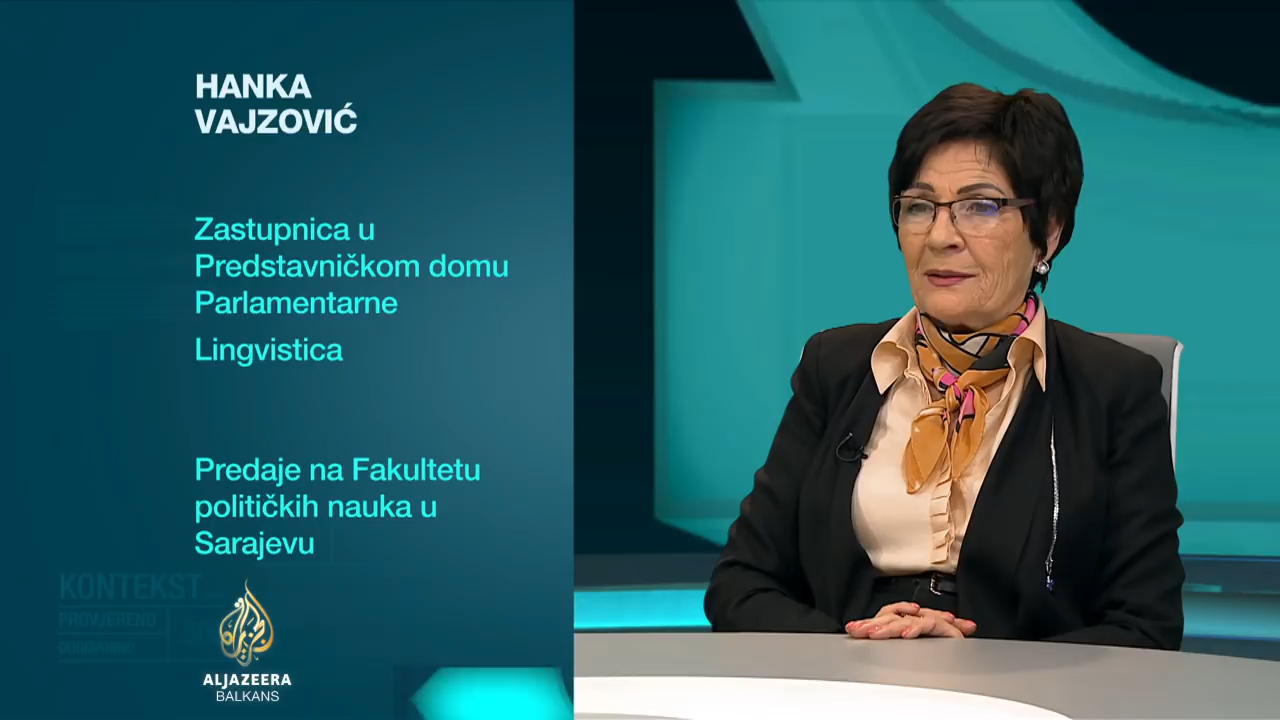 HANKA
VAJZOVIĆ
Zastupnica u
Predstavničkom domu
Parlamentarne
Lingvistica
Predaje na Fakultetu
političkih nauka u
Sarajevu
KONTEKST
PROVJERENO
ALJAZEERA
BALKANS